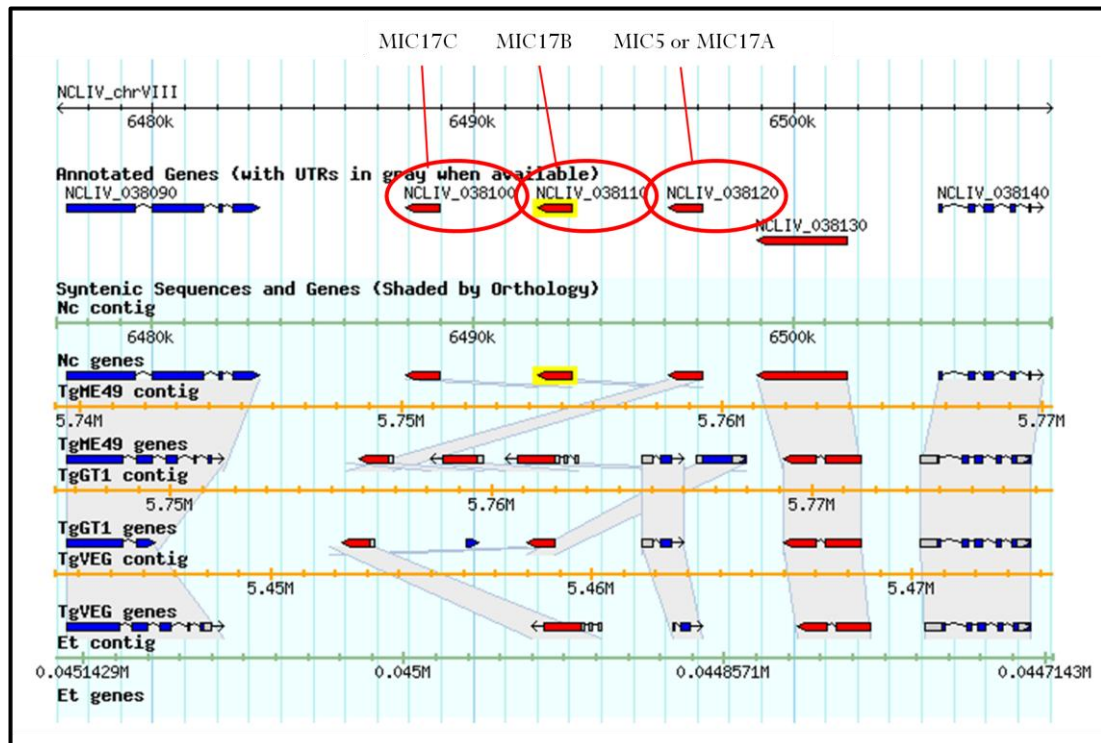 MIC17C MIC17B MIC5 or MIC17A
NCLIV_chrVIII
6480k 6490k 6500k
Annotated Genes (with UTRs in gray when available)
NCLIV_038090 NCLIV_038100 NCLIV_038110 NCLIV_038120 NCLIV_038140
NCLIV_038130
Syntenic Sequences and Genes (Shaded by Orthology)
Nc contig
6480k 6490k 6500k
Nc genes
TgME49 contig
5.74M 5.75M 5.76M 5.77M
TgME49 genes
TgGT1 contig
5.75M 5.76M 5.77M
TgGT1 genes
TgVEG contig
5.45M 5.46M 5.47M
TgVEG genes
Et contig
0.0451429M 0.045M 0.0448571M 0.0447143M
Et genes